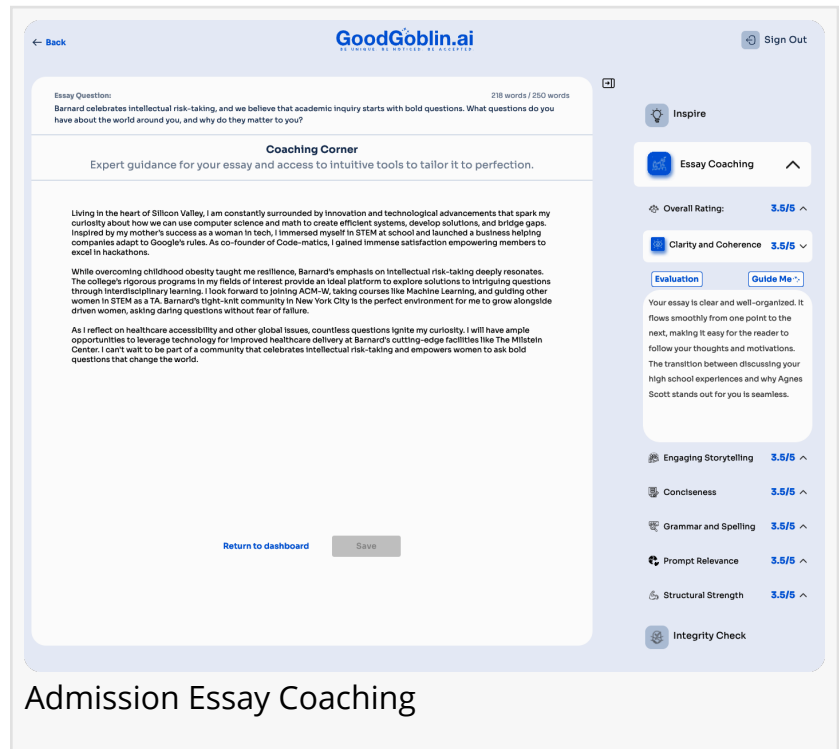 ← Back
GoodGoblin.ai
BE UNIQUE. BE NOTICED. BE ACCEPTED
Sign Out
Essay Question:
218 words / 250 words
Barnard celebrates intellectual risk-taking, and we believe that academic inquiry starts with bold questions. What questions do you
have about the world around you, and why do they matter to you?
Coaching Corner
Expert guidance for your essay and access to intuitive tools to tailor it to perfection.
Living in the heart of Silicon Valley, I am constantly surrounded by innovation and technological advancements that spark my
curiosity about how we can use computer science and math to create efficient systems, develop solutions, and bridge gaps.
Inspired by my mother's success as a woman in tech, I immersed myself in STEM at school and launched a business helping
companies adapt to Google's rules. As co-founder of Code-matics, I gained immense satisfaction empowering members to
excel in hackathons.
While overcoming childhood obesity taught me resilience, Barnard's emphasis on intellectual risk-taking deeply resonates.
The college's rigorous programs in my fields of interest provide an ideal platform to explore solutions to intriguing questions
through interdisciplinary learning. I look forward to joining ACM-W, taking courses like Machine Learning, and guiding other
women in STEM as a TA. Barnard's tight-knit community in New York City is the perfect environment for me to grow alongside
driven women, asking daring questions without fear of failure.
As I reflect on healthcare accessibility and other global issues, countless questions ignite my curiosity. I will have ample
opportunities to leverage technology for improved healthcare delivery at Barnard's cutting-edge facilities like The Milstein
Center. I can't wait to be part of a community that celebrates intellectual risk-taking and empowers women to ask bold
questions that change the world.
Return to dashboard
Save
Inspire
Essay Coaching
Overall Rating: 3.5/5
Clarity and Coherence 3.5/5
Evaluation
Guide Me
Your essay is clear and well-organized. It
flows smoothly from one point to the
next, making it easy for the reader to
follow your thoughts and motivations.
The transition between discussing your
high school experiences and why Agnes
Scott stands out for you is seamless.
Engaging Storytelling 3.5/5
Conciseness 3.5/5
Grammar and Spelling 3.5/5
Prompt Relevance 3.5/5
Structural Strength 3.5/5
Integrity Check
Admission Essay Coaching